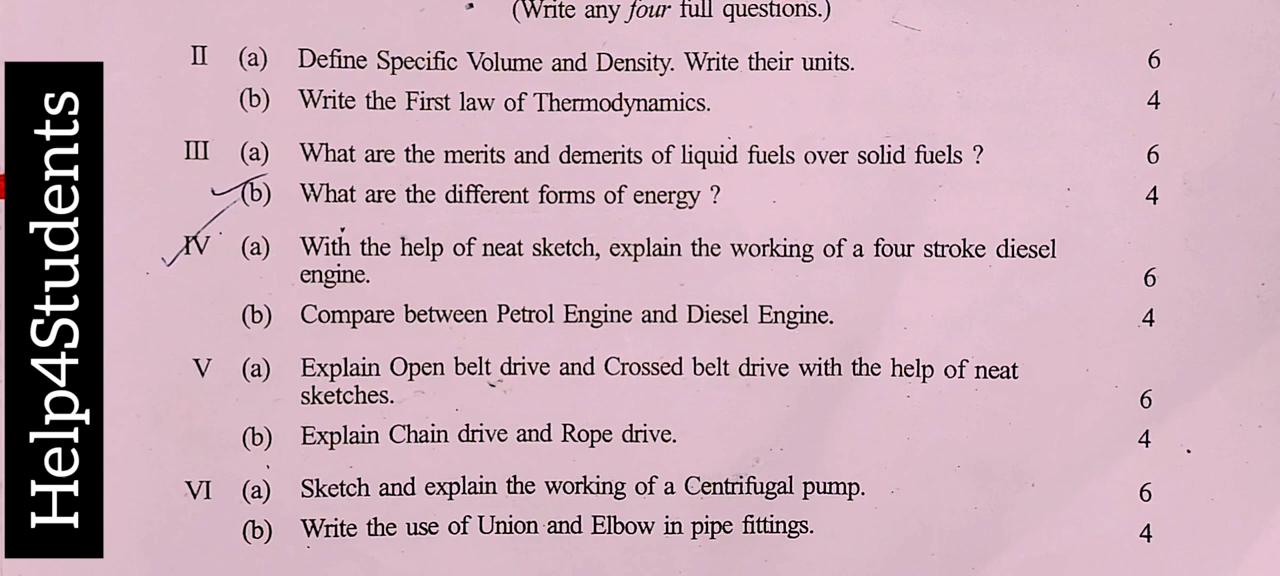 (Write any four full questions.)
II (a) Define Specific Volume and Density. Write their units. 6
(b) Write the First law of Thermodynamics. 4
III (a) What are the merits and demerits of liquid fuels over solid fuels ? 6
(b) What are the different forms of energy ? 4
IV (a) With the help of neat sketch, explain the working of a four stroke diesel
engine. 6
(b) Compare between Petrol Engine and Diesel Engine. 4
V (a) Explain Open belt drive and Crossed belt drive with the help of neat
sketches. 6
(b) Explain Chain drive and Rope drive. 4
VI (a) Sketch and explain the working of a Centrifugal pump. 6
(b) Write the use of Union and Elbow in pipe fittings. 4
Help4Students